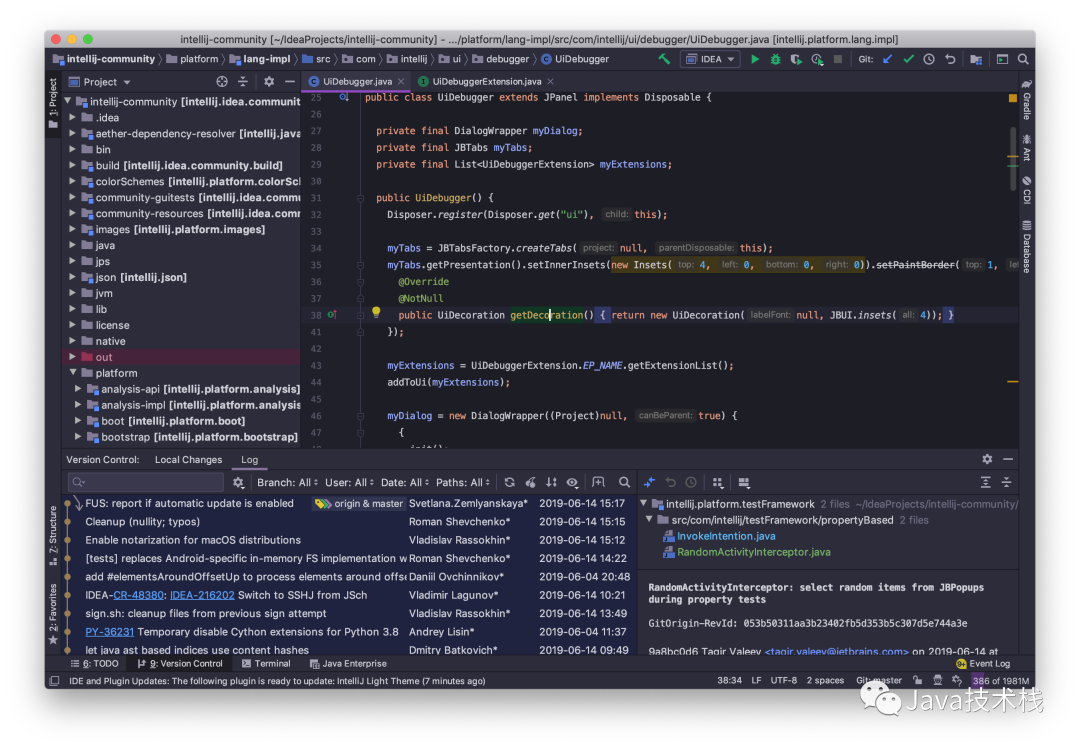 intellij-community [~/IdeaProjects/intellij-community] - .../platform/lang-impl/src/com/intellij/ui/debugger/UiDebugger.java [intellij.platform.lang.impl]
intellij-community platform lang-impl src com intellij ui debugger UiDebugger IDEA Git:
1: Project
Project
UiDebugger.java
UiDebuggerExtension.java
intellij-community [intellij.idea.communit
.idea
aether-dependency-resolver [intellij.java
bin
build [intellij.idea.community.build]
colorSchemes [intellij.platform.colorSc
community-guitests [intellij.idea.comm
community-resources [intellij.idea.com
images [intellij.platform.images]
java
jps
json [intellij.json]
jvm
lib
license
native
out
platform
analysis-api [intellij.platform.analysis]
analysis-impl [intellij.platform.analysis
boot [intellij.platform.boot]
bootstrap [intellij.platform.bootstrap]
25 public class UiDebugger extends JPanel implements Disposable {
26
27 private final DialogWrapper myDialog;
28 private final JBTabs myTabs;
29 private final List<UiDebuggerExtension> myExtensions;
30
31 public UiDebugger() {
32 Disposer.register(Disposer.get("ui"), child: this);
33
34 myTabs = JBTabsFactory.createTabs( project: null, parentDisposable: this);
35 myTabs.getPresentation().setInnerInsets(new Insets( top: 4, left: 0, bottom: 0, right: 0)).setPaintBorder( top: 1,
36 @Override
37 @NotNull
38 public UiDecoration getDecoration() { return new UiDecoration( labelFont: null, JBUI.insets( all: 4)); }
41 });
42
43 myExtensions = UiDebuggerExtension.EP_NAME.getExtensionList();
44 addToUi(myExtensions);
45
46 myDialog = new DialogWrapper((Project)null, canBeParent: true) {
47 {
Gradle
Ant
CDI
Database
Version Control: Local Changes Log
Branch: All User: All Date: All Paths: All
Z: Structure
2: Favorites
FUS: report if automatic update is enabled origin & master Svetlana.Zemlyanskaya* 2019-06-14 15:17
Cleanup (nullity; typos) Roman Shevchenko* 2019-06-14 15:15
Enable notarization for macOS distributions Vladislav Rassokhin* 2019-06-14 15:12
[tests] replaces Android-specific in-memory FS implementation w Roman Shevchenko* 2019-06-14 14:22
add #elementsAroundOffsetUp to process elements around offs Daniil Ovchinnikov* 2019-06-04 20:48
IDEA-CR-48380: IDEA-216202 Switch to SSHJ from JSch Vladimir Lagunov* 2019-06-14 10:21
sign.sh: cleanup files from previous sign attempt Vladislav Rassokhin* 2019-06-14 13:49
PY-36231 Temporary disable Cython extensions for Python 3.8 Andrey Lisin* 2019-06-04 11:37
let java ast based indices use content hashes Dmitry Batkovich* 2019-06-14 09:49
intellij.platform.testFramework 2 files ~/IdeaProjects/intellij-community/
src/com/intellij/testFramework/propertyBased 2 files
InvokeIntention.java
RandomActivityInterceptor.java
RandomActivityInterceptor: select random items from JBPopups
during property tests
GitOrigin-RevId: 053b50311aa3b23402fb5d353b5c307d5e744a3e
9a8bc0d6 Tagir Valeev <tagir.valeev@jetbrains.com> on 2019-06-14 at
6: TODO 9: Version Control Terminal Java Enterprise Event Log
IDE and Plugin Updates: The following plugin is ready to update: IntelliJ Light Theme (7 minutes ago) 38:34 LF UTF-8 2 spaces Git: master 386 of 1981M
Java技术栈